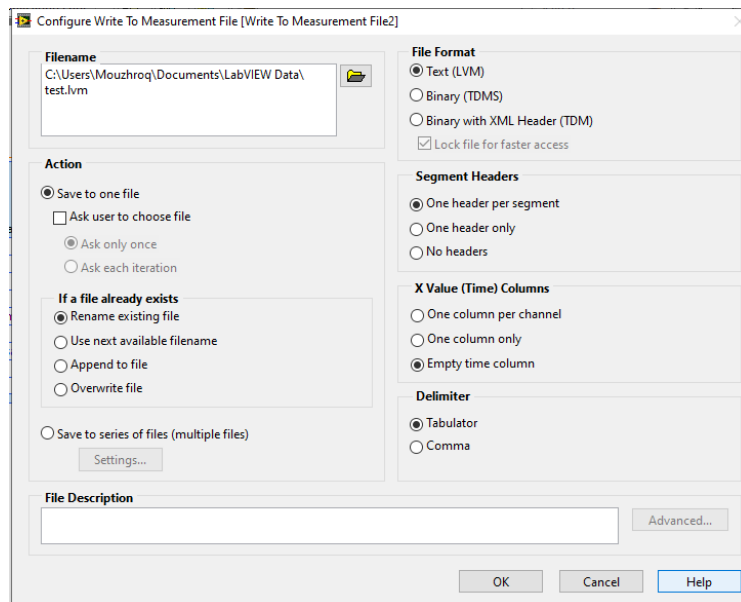 Configure Write To Measurement File [Write To Measurement File2]
Filename
C:\Users\Mouzhroq\Documents\LabVIEW Data\
test.lvm
Action
Save to one file
Ask user to choose file
Ask only once
Ask each iteration
If a file already exists
Rename existing file
Use next available filename
Append to file
Overwrite file
Save to series of files (multiple files)
Settings...
File Format
Text (LVM)
Binary (TDMS)
Binary with XML Header (TDM)
Lock file for faster access
Segment Headers
One header per segment
One header only
No headers
X Value (Time) Columns
One column per channel
One column only
Empty time column
Delimiter
Tabulator
Comma
File Description
Advanced...
OK
Cancel
Help